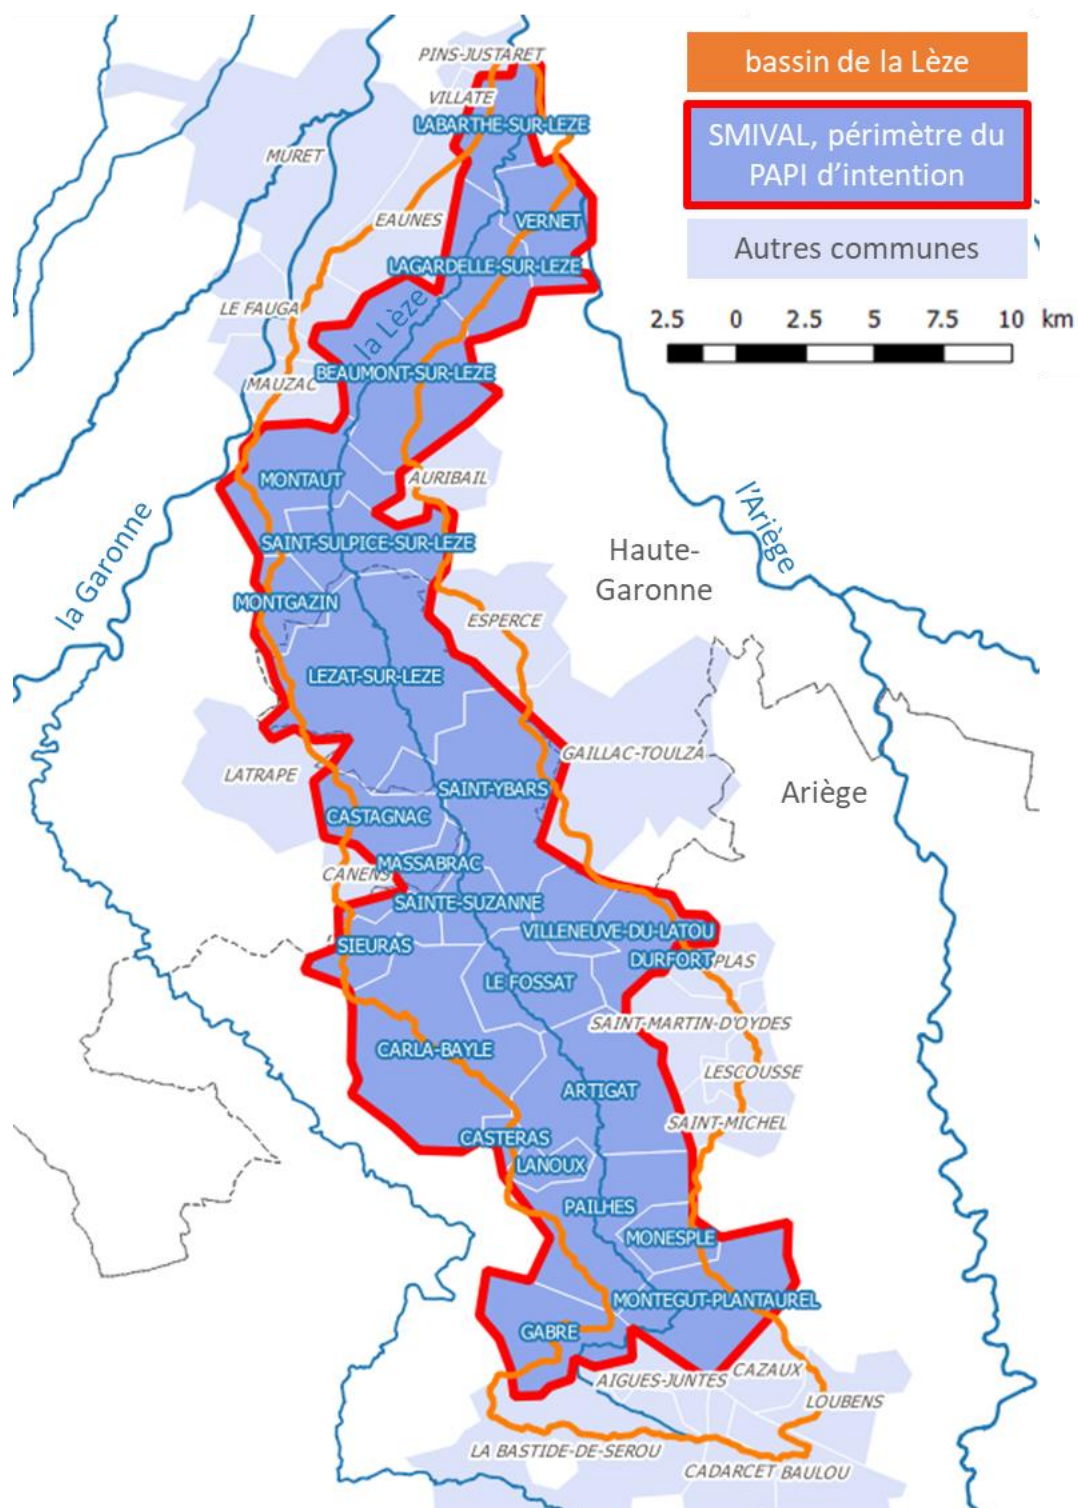 PINS-JUSTARET
bassin de la Lèze
VILLATE
LABARTHE-SUR-LEZE
SMIVAL, périmètre du
PAPI d'intention
MURET
EAUNES
VERNET
Autres communes
LAGARDELLE-SUR-LEZE
la Lèze
LE FAUGA
2.5 0 2.5 5 7.5 10 km
BEAUMONT-SUR-LEZE
MAUZAC
MONTAUT
AURIBAIL
la Garonne
l'Ariège
SAINT-SULPICE-SUR-LEZE
Haute-
Garonne
MONTGAZIN
ESPERCE
LEZAT-SUR-LEZE
GAILLAC-TOULZA
LATRAPE
SAINT-YBARS
Ariège
CASTAGNAC
MASSABRAC
CANENS
SAINTE-SUZANNE
VILLENEUVE-DU-LATOU
SIEURAS
DURFORT
PLAS
LE FOSSAT
SAINT-MARTIN-D'OYDES
CARLA-BAYLE
LESCOUSSE
ARTIGAT
SAINT-MICHEL
CASTERAS
LANOUX
PAILHES
MONESPLE
MONTEGUT-PLANTAUREL
GABRE
CAZAUX
AIGUES-JUNTES
LOUBENS
LA BASTIDE-DE-SEROU
CADARCET BAULOU